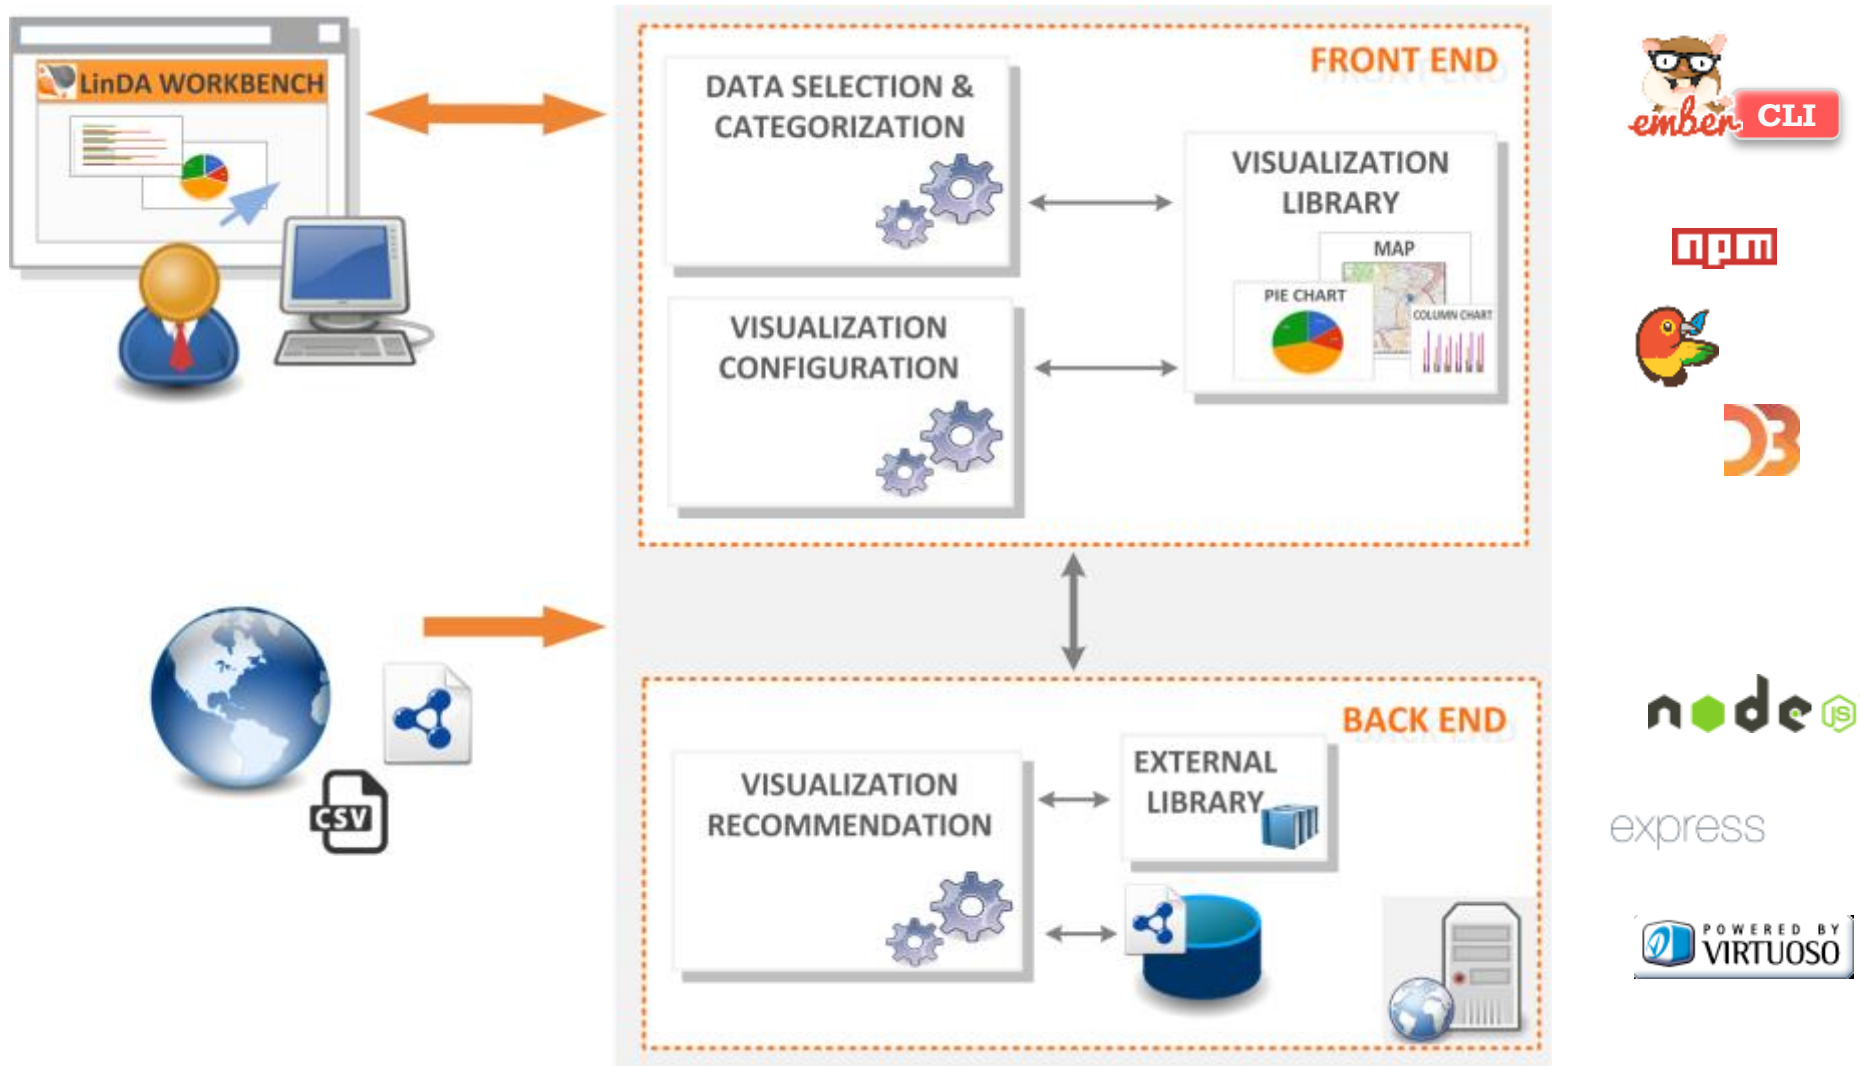 LinDA WORKBENCH
FRONT END
DATA SELECTION &
CATEGORIZATION
VISUALIZATION
LIBRARY
MAP
PIE CHART
COLUMN CHART
VISUALIZATION
CONFIGURATION
CSV
BACK END
VISUALIZATION
RECOMMENDATION
EXTERNAL
LIBRARY
ember CLI
npm
D3
node JS
express
POWERED BY
VIRTUOSO